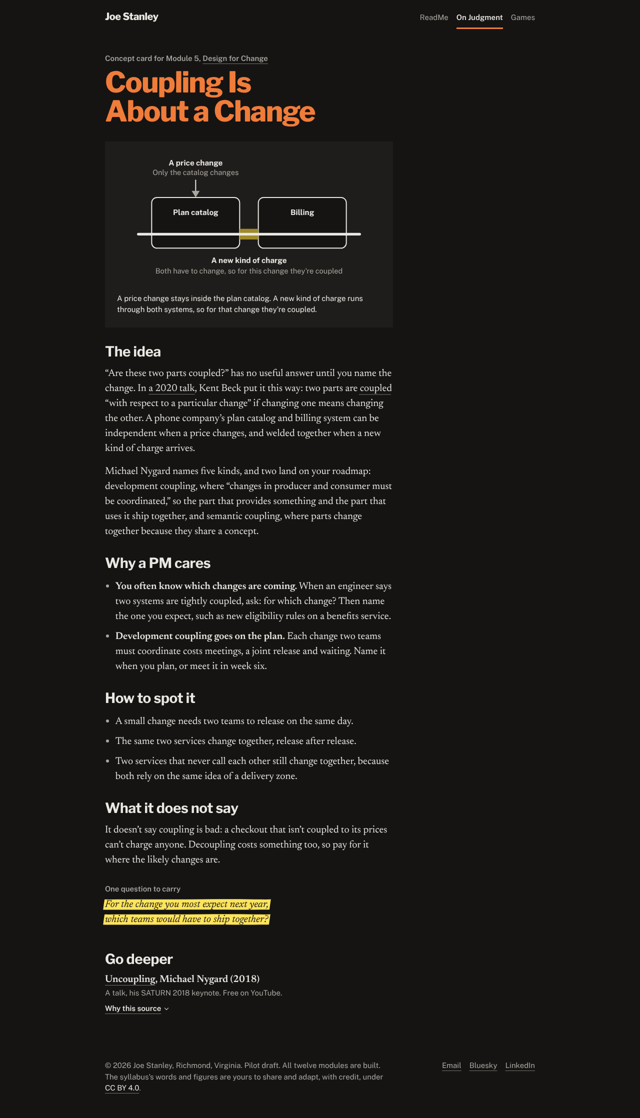 Joe Stanley
ReadMe On Judgment Games
Concept card for Module 5, Design for Change
Coupling Is
About a Change
A price change
Only the catalog changes
Plan catalog Billing
A new kind of charge
Both have to change, so for this change they're coupled
A price change stays inside the plan catalog. A new kind of charge runs
through both systems, so for that change they're coupled.
The idea
“Are these two parts coupled?” has no useful answer until you name the
change. In a 2020 talk, Kent Beck put it this way: two parts are coupled
“with respect to a particular change” if changing one means changing
the other. A phone company’s plan catalog and billing system can be
independent when a price changes, and welded together when a new
kind of charge arrives.
Michael Nygard names five kinds, and two land on your roadmap:
development coupling, where “changes in producer and consumer must
be coordinated,” so the part that provides something and the part that
uses it ship together, and semantic coupling, where parts change
together because they share a concept.
Why a PM cares
• You often know which changes are coming. When an engineer says
two systems are tightly coupled, ask: for which change? Then name
the one you expect, such as new eligibility rules on a benefits service.
• Development coupling goes on the plan. Each change two teams
must coordinate costs meetings, a joint release and waiting. Name it
when you plan, or meet it in week six.
How to spot it
• A small change needs two teams to release on the same day.
• The same two services change together, release after release.
• Two services that never call each other still change together, because
both rely on the same idea of a delivery zone.
What it does not say
It doesn’t say coupling is bad: a checkout that isn’t coupled to its prices
can’t charge anyone. Decoupling costs something too, so pay for it
where the likely changes are.
One question to carry
For the change you most expect next year,
which teams would have to ship together?
Go deeper
Uncoupling, Michael Nygard (2018)
A talk, his SATURN 2018 keynote. Free on YouTube.
Why this source
© 2026 Joe Stanley, Richmond, Virginia. Pilot draft. All twelve modules are built.
The syllabus’s words and figures are yours to share and adapt, with credit, under
CC BY 4.0.
Email Bluesky LinkedIn